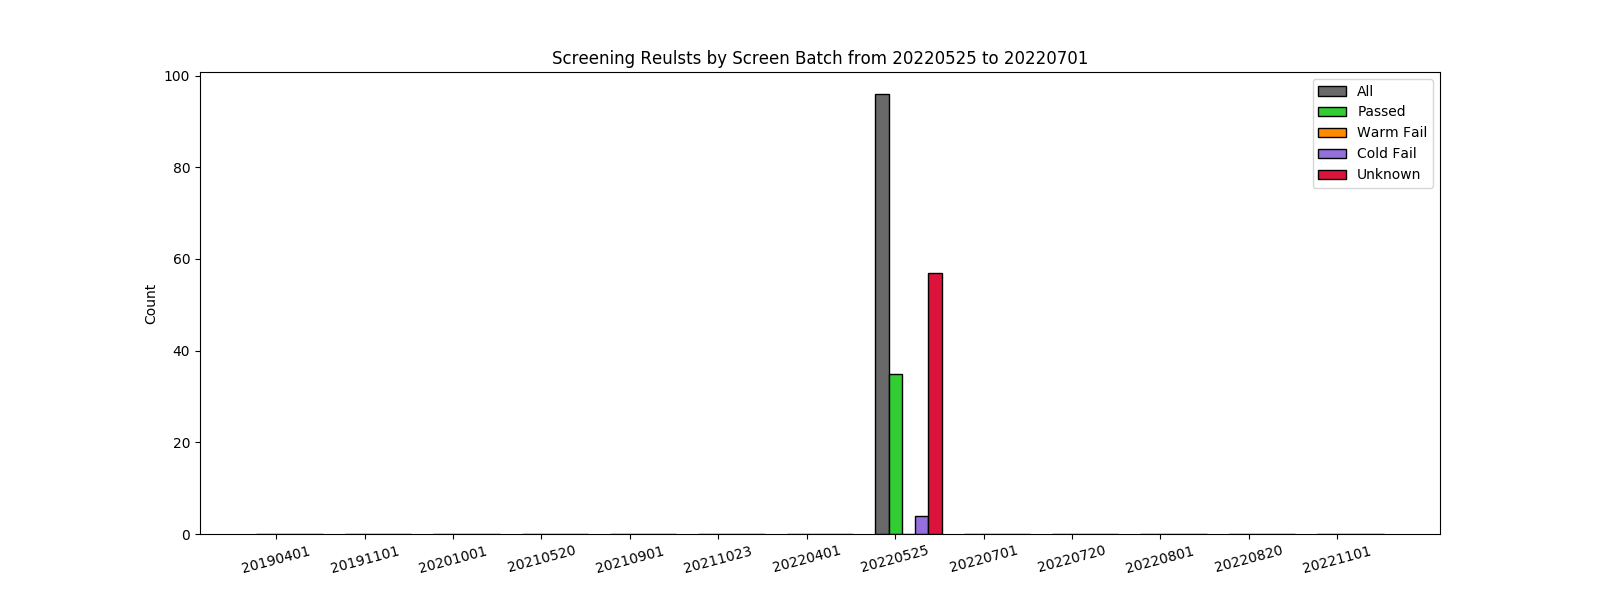 Screening Reulsts by Screen Batch from 20220525 to 20220701
100
80
60
40
20
0
Count
All
Passed
Warm Fail
Cold Fail
Unknown
20190401
20191101
20201001
20210520
20210901
20211023
20220401
20220525
20220701
20220720
20220801
20220820
20221101